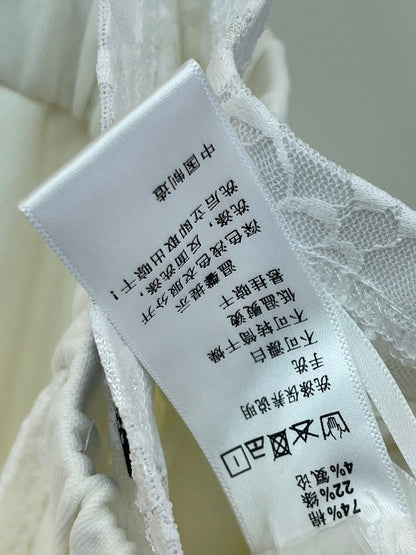 74%棉
22%绦
4%氨论
洗涤保养说明
手洗
不可漂白
不可转筒干燥
低温熨烫
悬挂晾干
温馨提示
深色浅色衣服分开
洗涤，反面洗涤，
洗后立即取出晾干！
中国制造